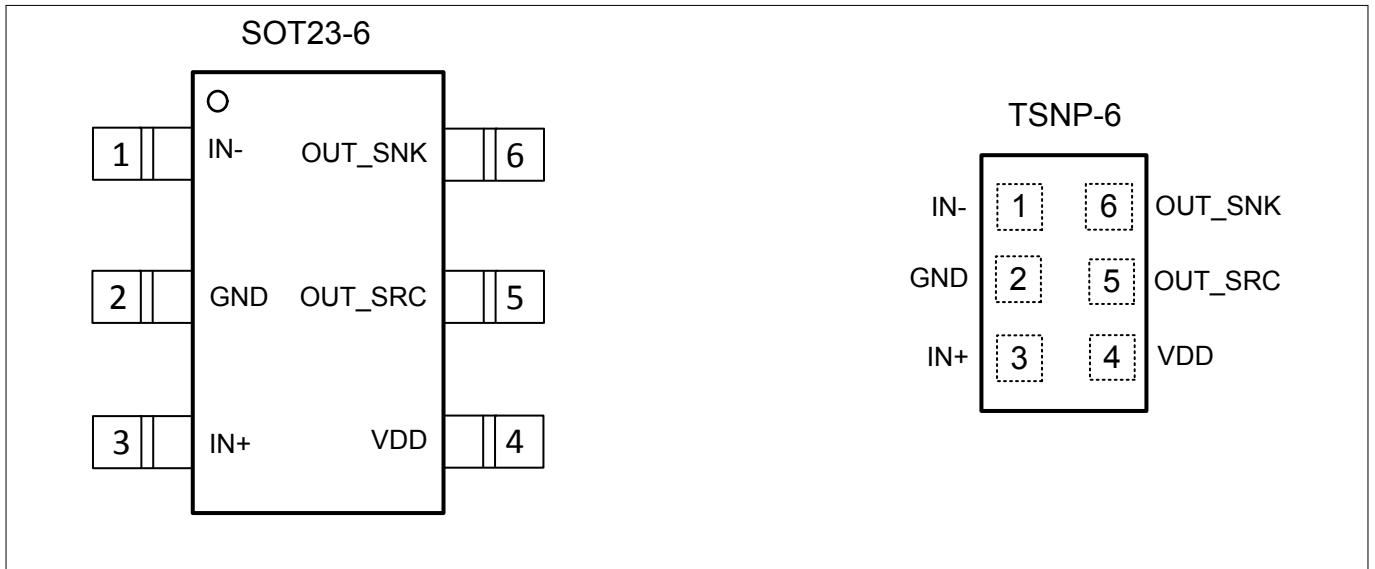 SOT23-6
1 IN- OUT_SNK 6
2 GND OUT_SRC 5
3 IN+ VDD 4
TSNP-6
IN- 1 6 OUT_SNK
GND 2 5 OUT_SRC
IN+ 3 4 VDD